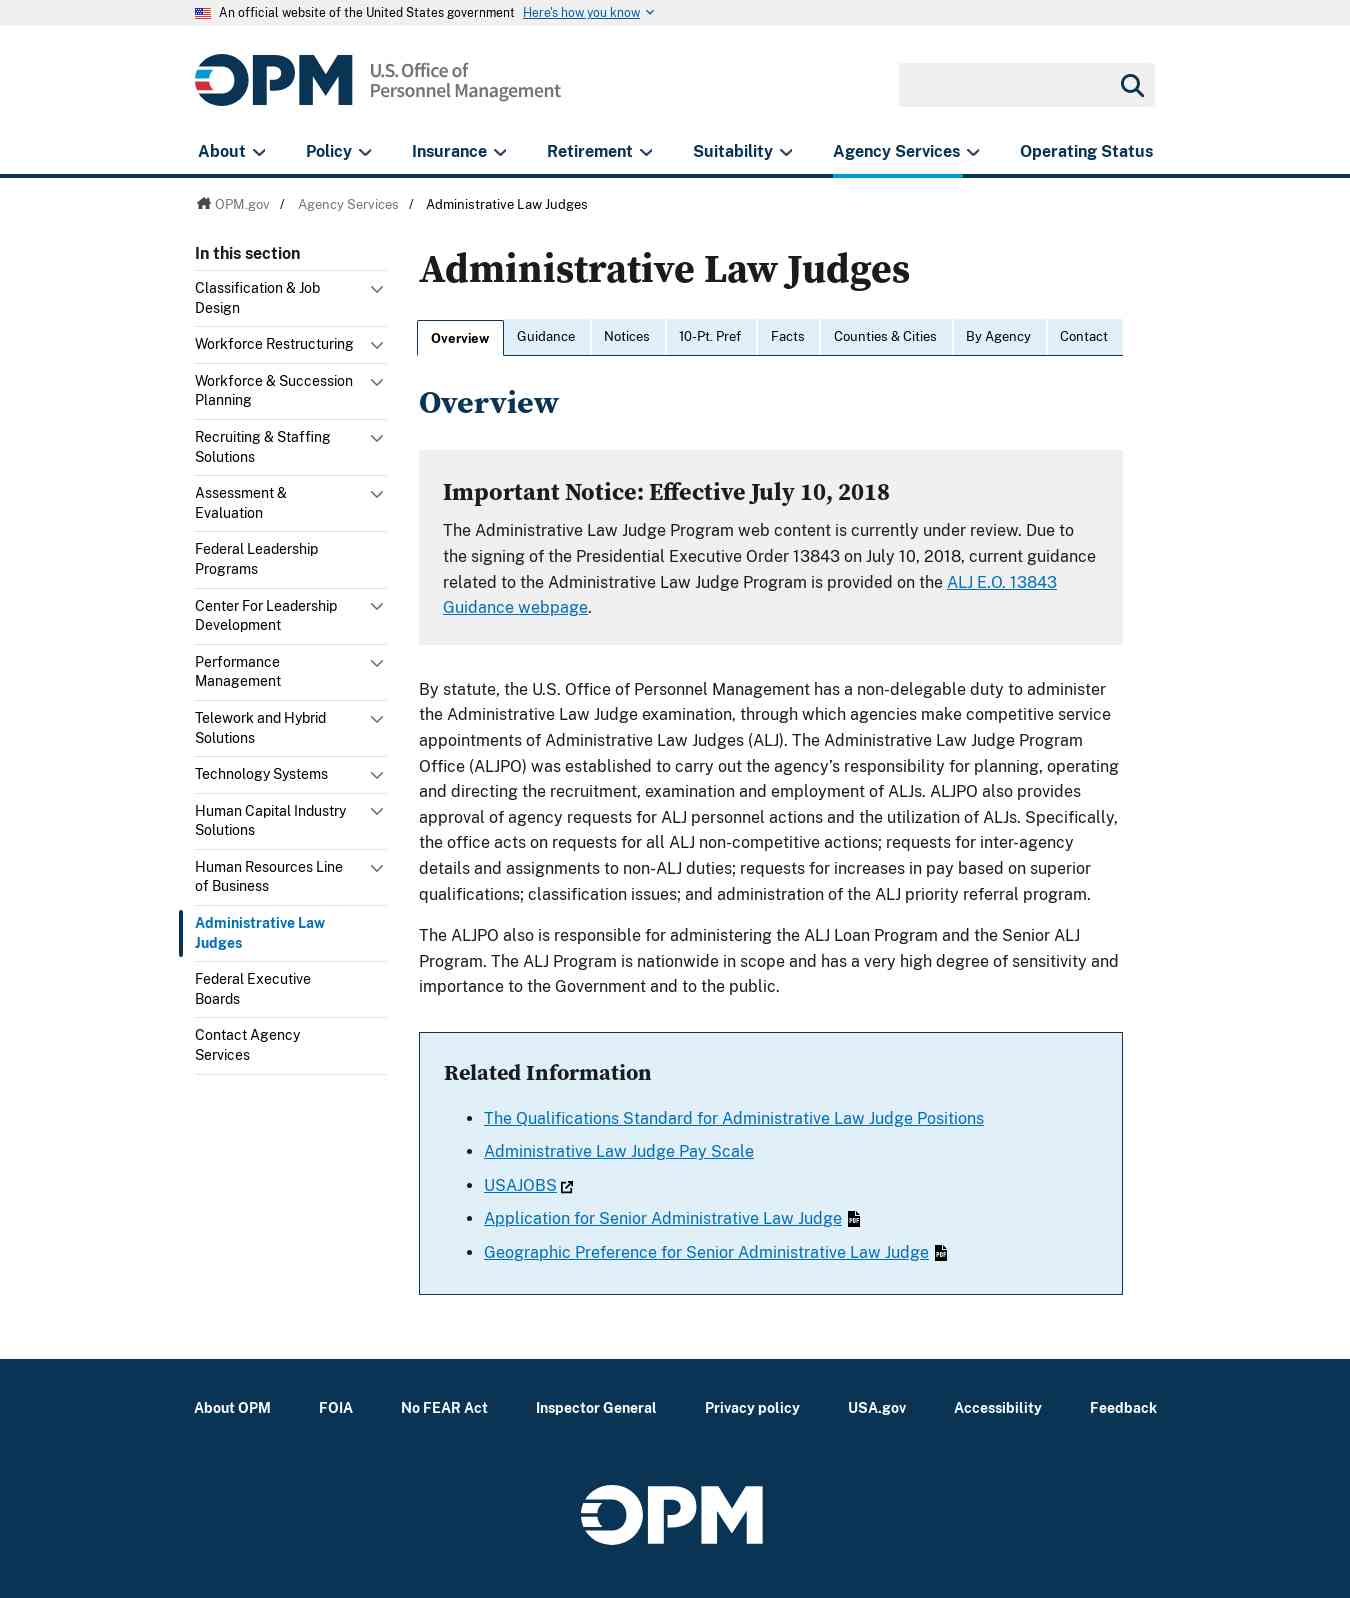 An official website of the United States government Here's how you know
OPM U.S. Office of
Personnel Management
About Policy Insurance Retirement Suitability Agency Services Operating Status
OPM.gov / Agency Services / Administrative Law Judges
In this section
Classification & Job
Design
Workforce Restructuring
Workforce & Succession
Planning
Recruiting & Staffing
Solutions
Assessment &
Evaluation
Federal Leadership
Programs
Center For Leadership
Development
Performance
Management
Telework and Hybrid
Solutions
Technology Systems
Human Capital Industry
Solutions
Human Resources Line
of Business
Administrative Law
Judges
Federal Executive
Boards
Contact Agency
Services
Administrative Law Judges
Overview Guidance Notices 10-Pt. Pref Facts Counties & Cities By Agency Contact
Overview
Important Notice: Effective July 10, 2018
The Administrative Law Judge Program web content is currently under review. Due to
the signing of the Presidential Executive Order 13843 on July 10, 2018, current guidance
related to the Administrative Law Judge Program is provided on the ALJ E.O. 13843
Guidance webpage.
By statute, the U.S. Office of Personnel Management has a non-delegable duty to administer
the Administrative Law Judge examination, through which agencies make competitive service
appointments of Administrative Law Judges (ALJ). The Administrative Law Judge Program
Office (ALJPO) was established to carry out the agency’s responsibility for planning, operating
and directing the recruitment, examination and employment of ALJs. ALJPO also provides
approval of agency requests for ALJ personnel actions and the utilization of ALJs. Specifically,
the office acts on requests for all ALJ non-competitive actions; requests for inter-agency
details and assignments to non-ALJ duties; requests for increases in pay based on superior
qualifications; classification issues; and administration of the ALJ priority referral program.
The ALJPO also is responsible for administering the ALJ Loan Program and the Senior ALJ
Program. The ALJ Program is nationwide in scope and has a very high degree of sensitivity and
importance to the Government and to the public.
Related Information
• The Qualifications Standard for Administrative Law Judge Positions
• Administrative Law Judge Pay Scale
• USAJOBS
• Application for Senior Administrative Law Judge PDF
• Geographic Preference for Senior Administrative Law Judge PDF
About OPM FOIA No FEAR Act Inspector General Privacy policy USA.gov Accessibility Feedback
OPM